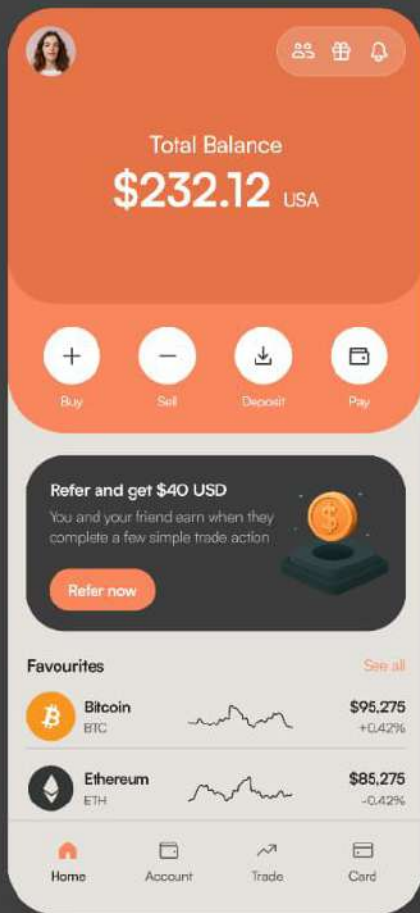 Total Balance
$232.12 USA
Buy
Sell
Deposit
Pay
Refer and get $40 USD
You and your friend earn when they
complete a few simple trade action
Refer now
Favourites
See all
Bitcoin
$95,275
BTC
+0.42%
Ethereum
$85,275
ETH
-0.42%
Home
Account
Trade
Card